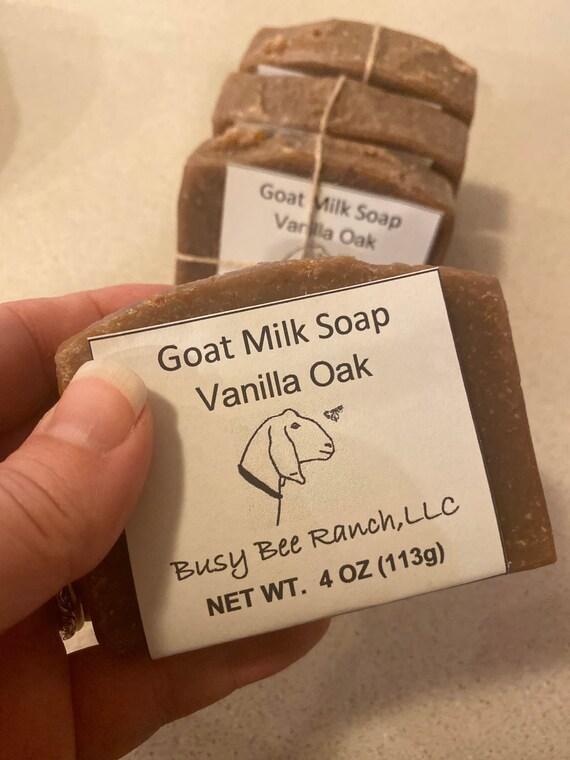 Goat Milk Soap
Vanilla Oak
Goat Milk Soap
Vanilla Oak
Busy Bee Ranch,LLC
NET WT. 4 OZ (113g)